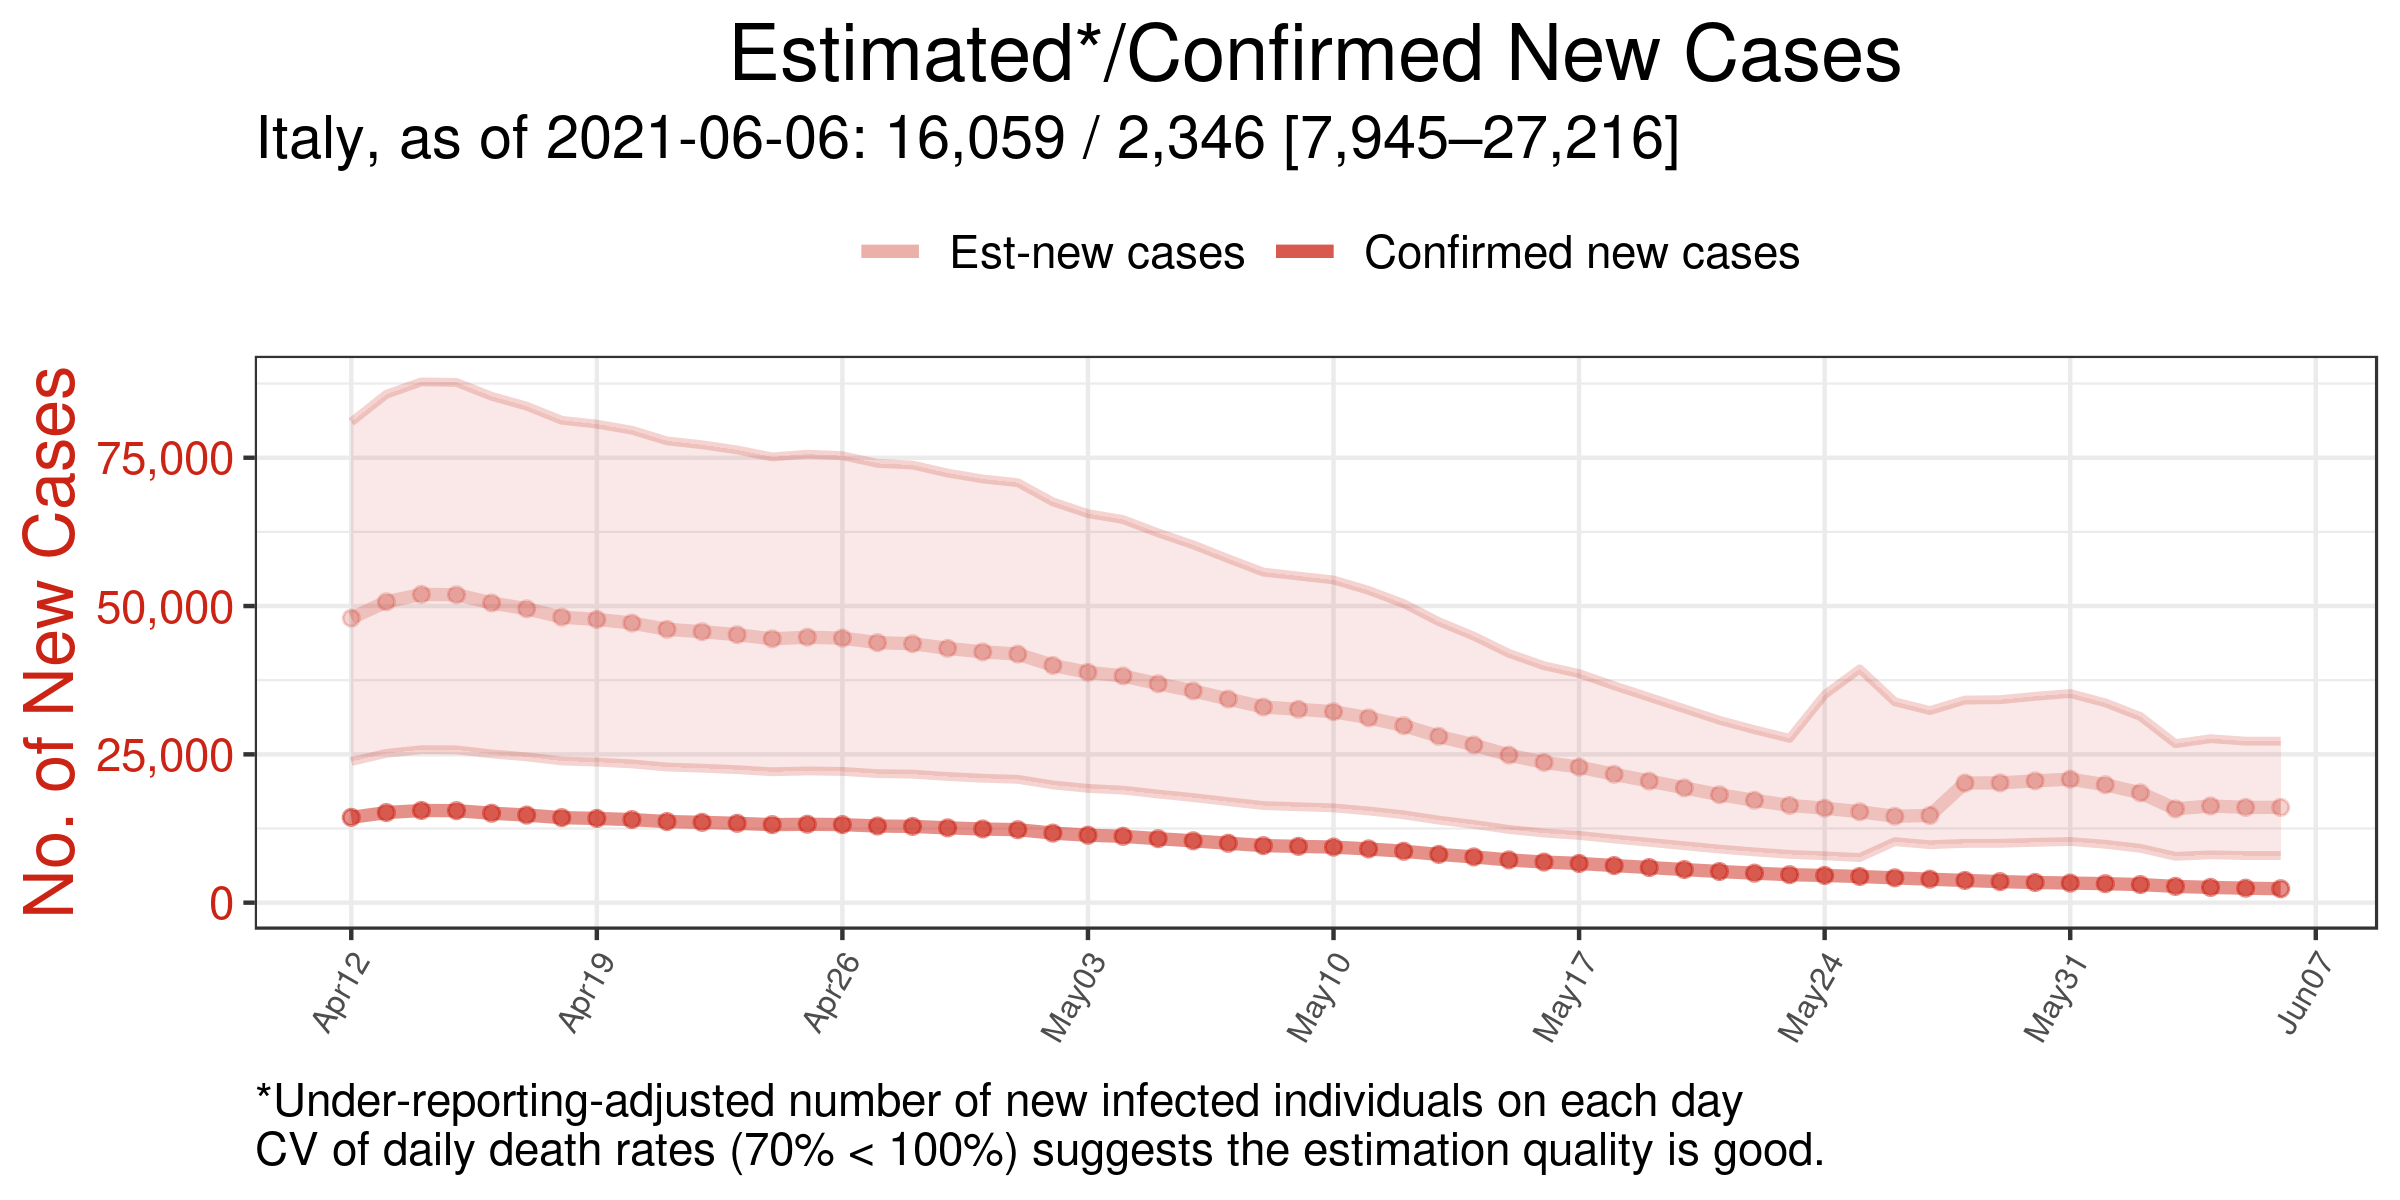 Estimated*/Confirmed New Cases
Italy, as of 2021-06-06: 16,059 / 2,346 [7,945–27,216]
Est-new cases
Confirmed new cases
No. of New Cases
75,000
50,000
25,000
0
Apr12
Apr19
Apr26
May03
May10
May17
May24
May31
Jun07
*Under-reporting-adjusted number of new infected individuals on each day
CV of daily death rates (70% < 100%) suggests the estimation quality is good.